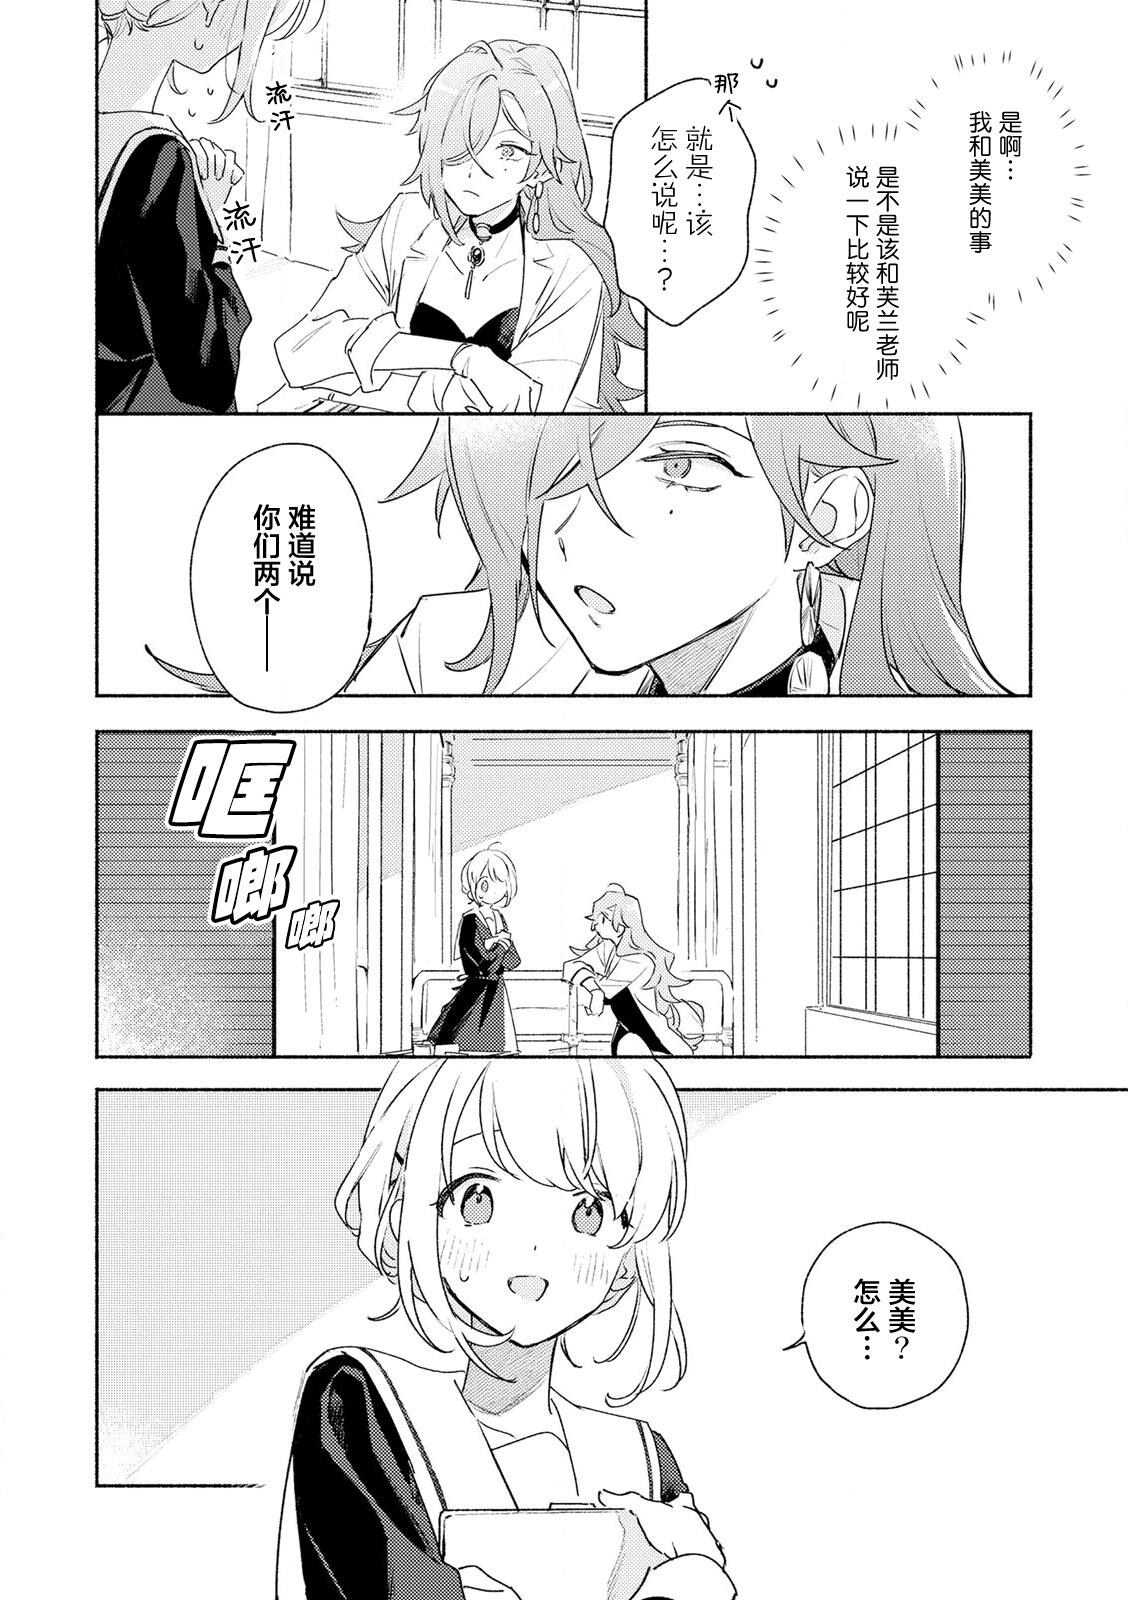 是啊…
我和美美的事
是不是该和芙兰老师
说一下比较好呢
那个
就是…该
怎么说呢…？
流汗
流汗
难道说
你们两个——
哐
啷
啷
美美？
怎么…